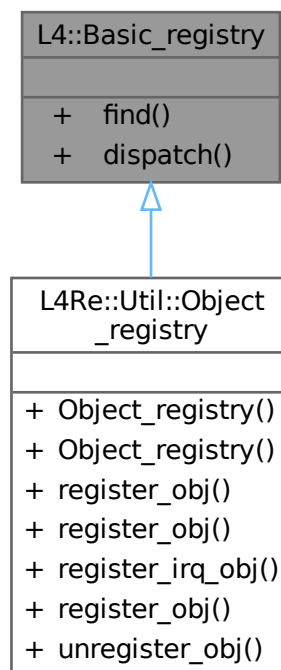 L4::Basic_registry
+ find()
+ dispatch()
L4Re::Util::Object
_registry
+ Object_registry()
+ Object_registry()
+ register_obj()
+ register_obj()
+ register_irq_obj()
+ register_obj()
+ unregister_obj()